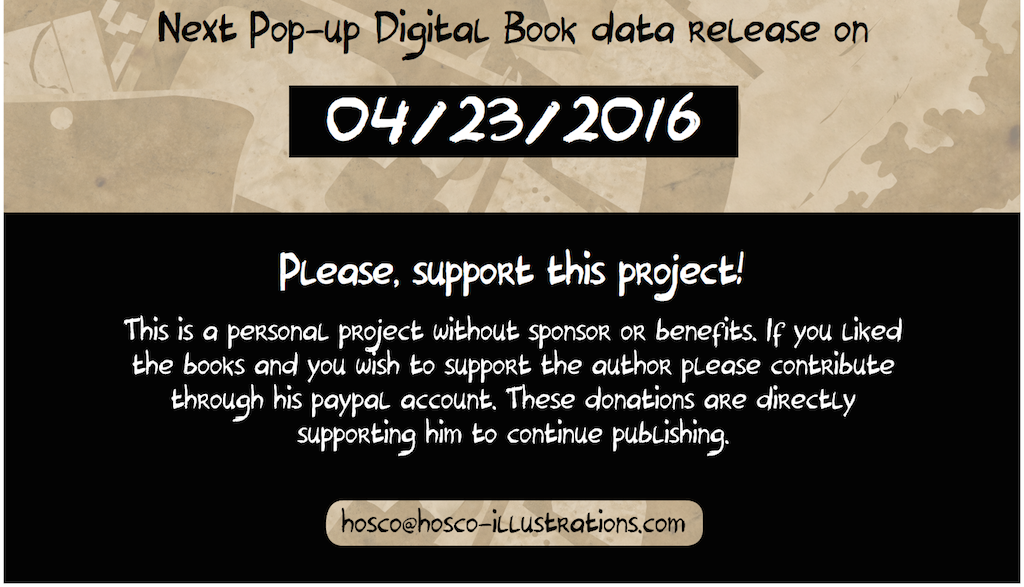 Next Pop-up Digital Book data release on
04/23/2016
Please, support this project!
This is a personal project without sponsor or benefits. If you liked
the books and you wish to support the author please contribute
through his paypal account. These donations are directly
supporting him to continue publishing.
hosco@hosco-illustrations.com